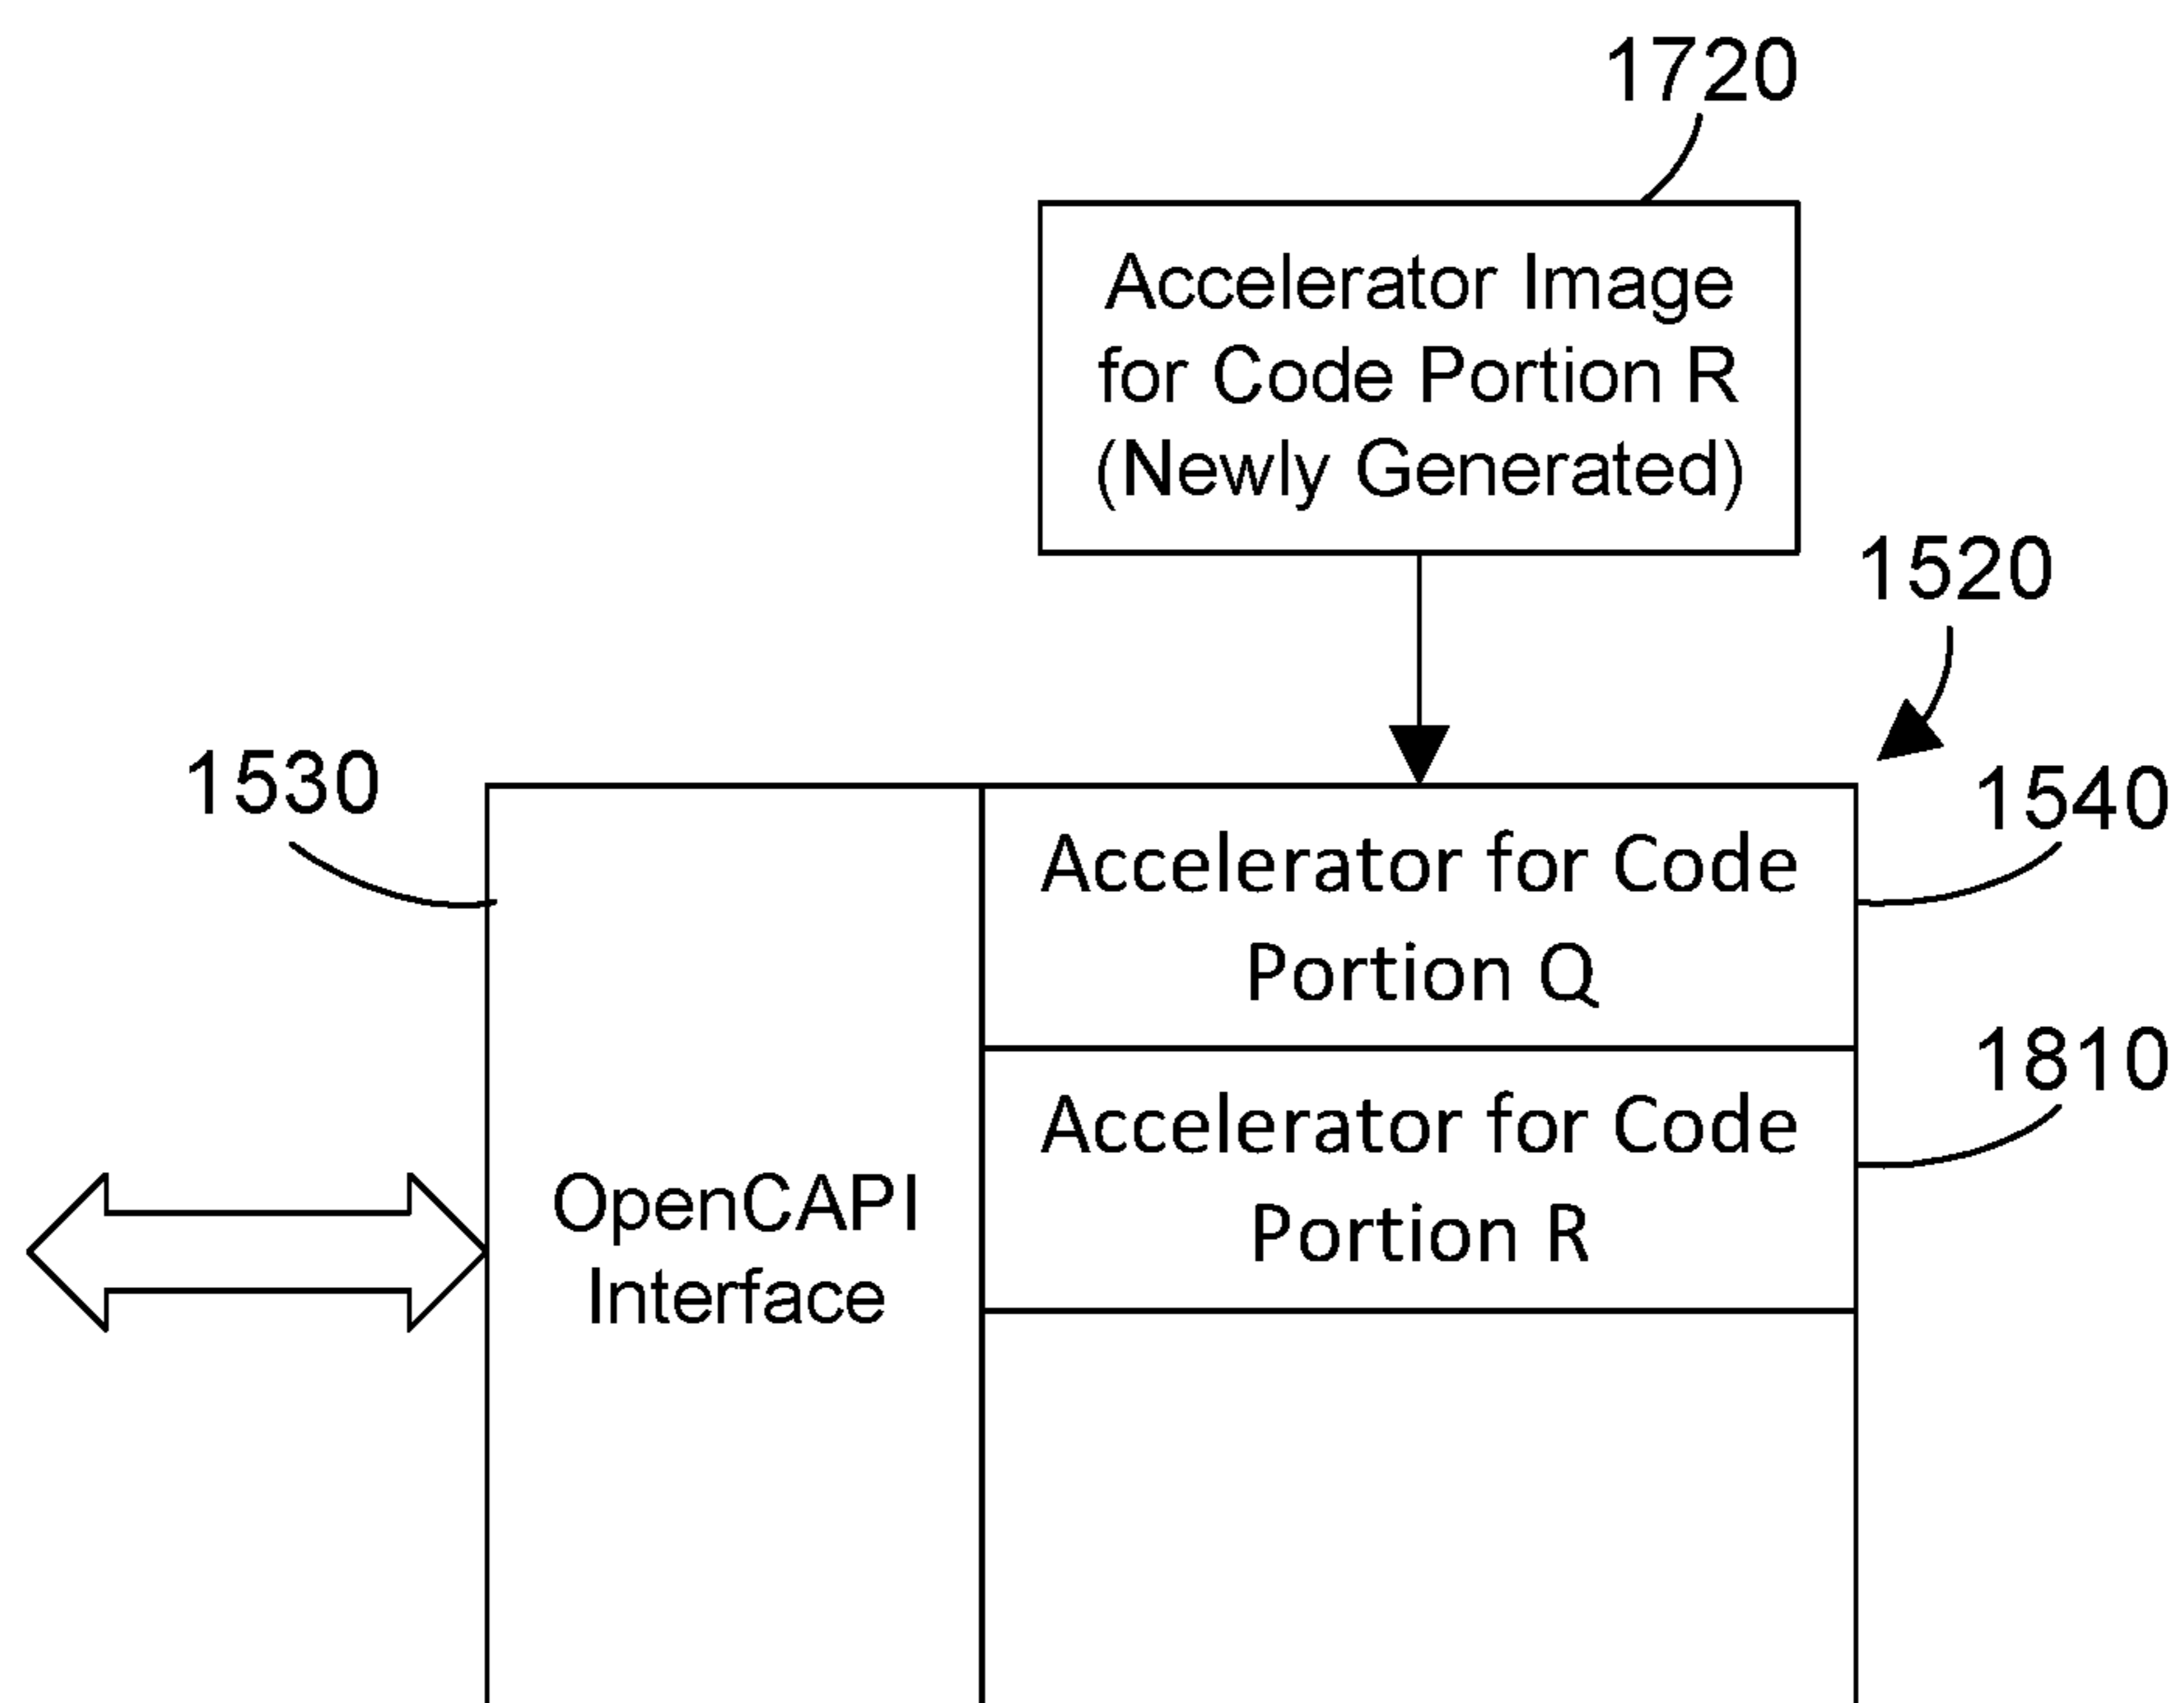 1720
Accelerator Image
for Code Portion R
(Newly Generated)
1520
1530
1540
Accelerator for Code
Portion Q
1810
Accelerator for Code
Portion R
OpenCAPI
Interface